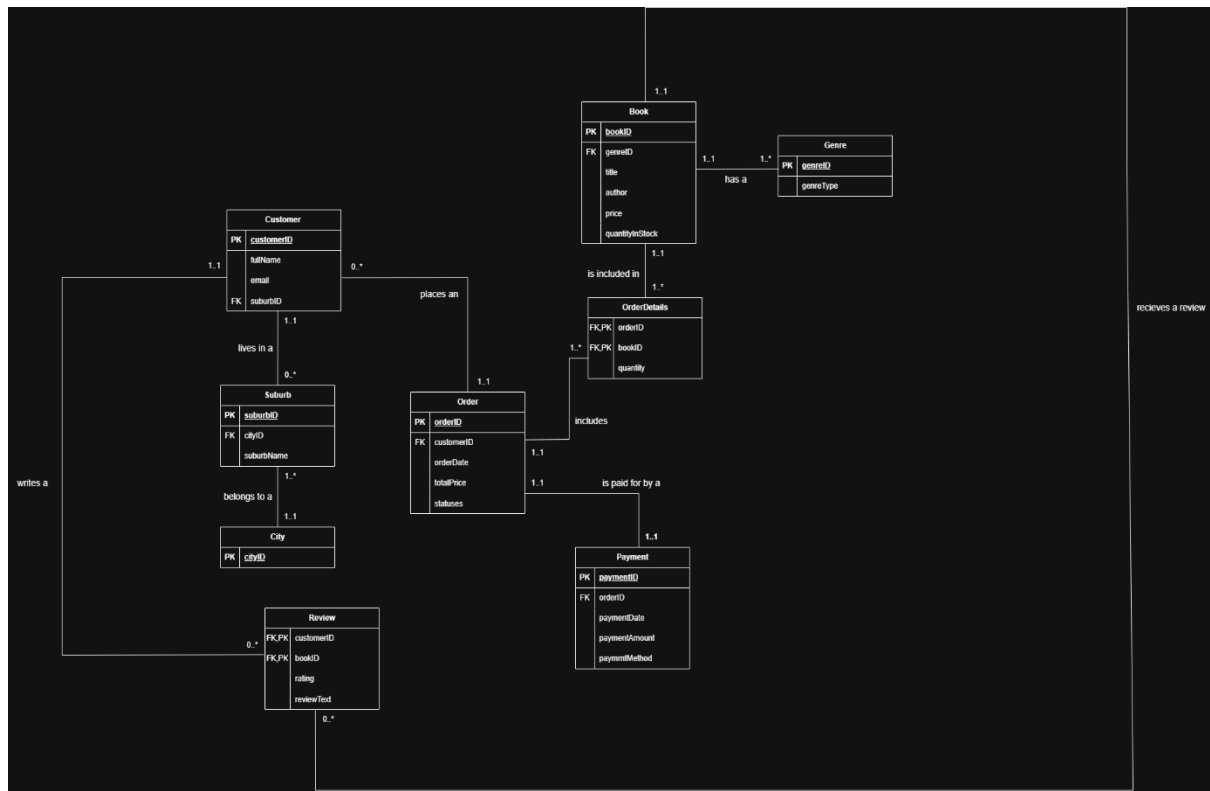 1..1
Book
PK bookID
FK genreID
title
author
price
quantityInStock
1..1
1..*
has a
Genre
PK genreID
genreType
Customer
PK customerID
fullName
email
FK suburbID
1..1
0..*
places an
1..1
is included in
1..*
OrderDetails
FK,PK orderID
FK,PK bookID
quantity
1..*
recieves a review
1..1
lives in a
0..*
Suburb
PK suburbID
FK cityID
suburbName
1..1
Order
PK orderID
FK customerID
orderDate
totalPrice
statuses
includes
1..1
1..1
is paid for by a
writes a
1..*
belongs to a
1..1
City
PK cityID
1..1
Payment
PK paymentID
FK orderID
paymentDate
paymentAmount
paymrntMethod
Review
0..*
FK,PK customerID
FK,PK bookID
rating
reviewText
0..*